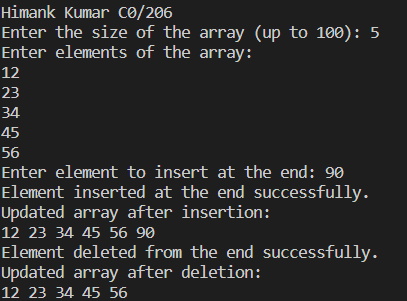 Himank Kumar C0/206
Enter the size of the array (up to 100): 5
Enter elements of the array:
12
23
34
45
56
Enter element to insert at the end: 90
Element inserted at the end successfully.
Updated array after insertion:
12 23 34 45 56 90
Element deleted from the end successfully.
Updated array after deletion:
12 23 34 45 56